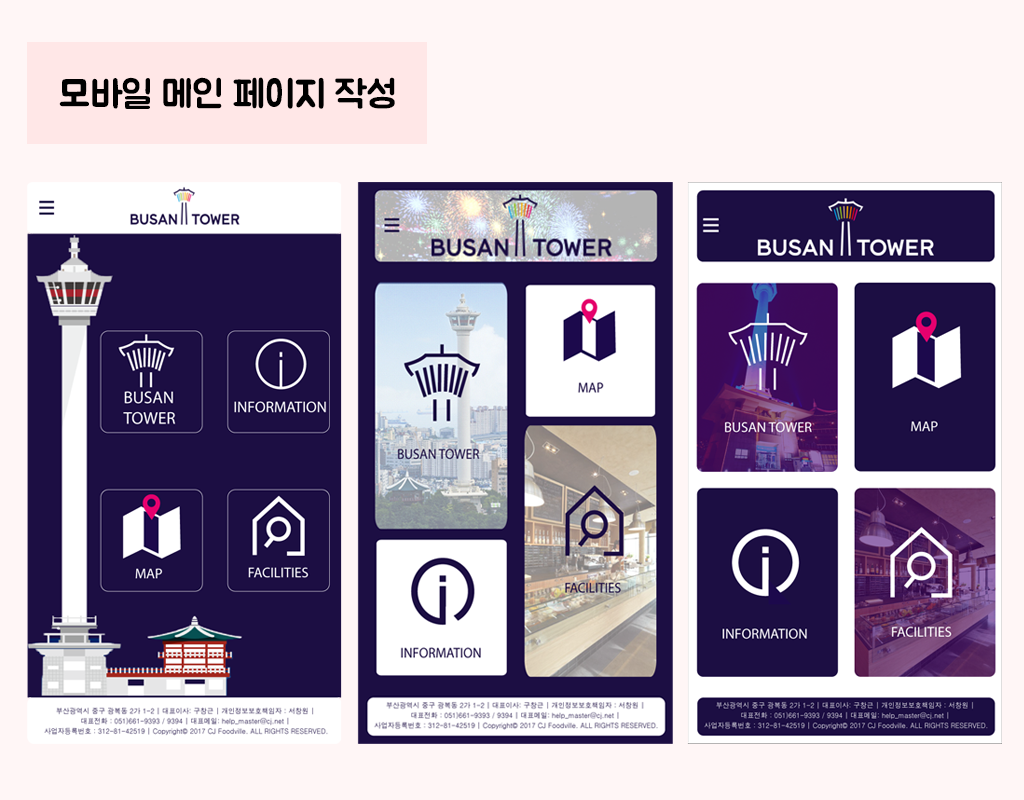 모바일 메인 페이지 작성
BUSAN TOWER
BUSAN
TOWER
INFORMATION
MAP
FACILITIES
부산광역시 중구 광복동 2가 1-2 | 대표이사: 구창근 | 개인정보보호책임자 : 서창원 |
대표전화 : 051)661-9393 / 9394 | 대표메일: help_master@cj.net |
사업자등록번호 : 312-81-42519 | Copyright© 2017 CJ Foodville. ALL RIGHTS RESERVED.
BUSAN TOWER
BUSAN TOWER
MAP
INFORMATION
FACILITIES
부산광역시 중구 광복동 2가 1-2 | 대표이사: 구창근 | 개인정보보호책임자 : 서창원 |
대표전화 : 051)661-9393 / 9394 | 대표메일: help_master@cj.net |
사업자등록번호 : 312-81-42519 | Copyright© 2017 CJ Foodville. ALL RIGHTS RESERVED.
BUSAN TOWER
BUSAN TOWER
MAP
INFORMATION
FACILITIES
부산광역시 중구 광복동 2가 1-2 | 대표이사: 구창근 | 개인정보보호책임자 : 서창원 |
대표전화 : 051)661-9393 / 9394 | 대표메일: help_master@cj.net |
사업자등록번호 : 312-81-42519 | Copyright© 2017 CJ Foodville. ALL RIGHTS RESERVED.